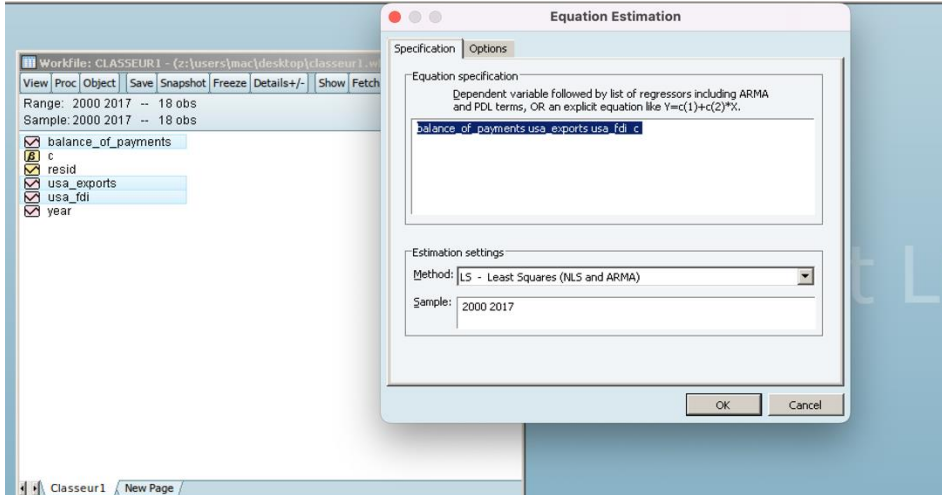 Equation Estimation
Specification Options
Equation specification
Dependent variable followed by list of regressors including ARMA
and PDL terms, OR an explicit equation like Y=c(1)+c(2)*X.
balance_of_payments usa_exports usa_fdi c
Estimation settings
Method: LS - Least Squares (NLS and ARMA)
Sample: 2000 2017
OK Cancel
Workfile: CLASSEUR1 - (z:\users\mac\desktop\classeur1.w
View Proc Object Save Snapshot Freeze Details+/- Show Fetch
Range: 2000 2017 -- 18 obs
Sample: 2000 2017 -- 18 obs
balance_of_payments
β c
resid
usa_exports
usa_fdi
year
Classeur1 New Page
t L